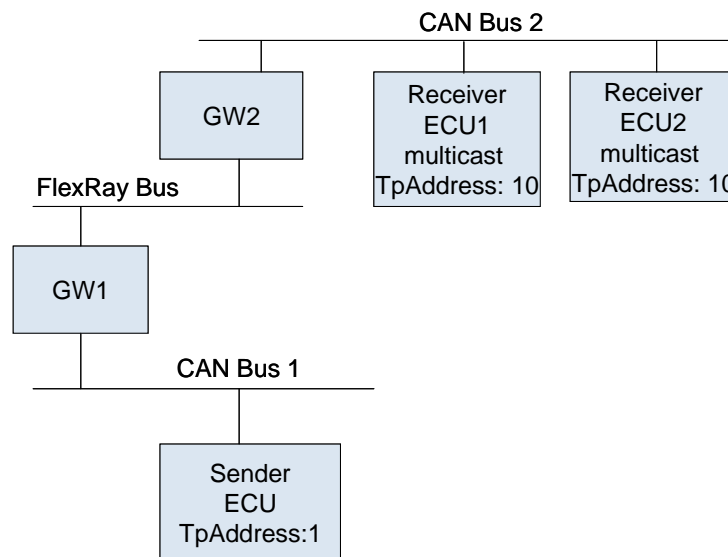 CAN Bus 2
GW2
Receiver
ECU1
multicast
TpAddress: 10
Receiver
ECU2
multicast
TpAddress: 10
FlexRay Bus
GW1
CAN Bus 1
Sender
ECU
TpAddress:1